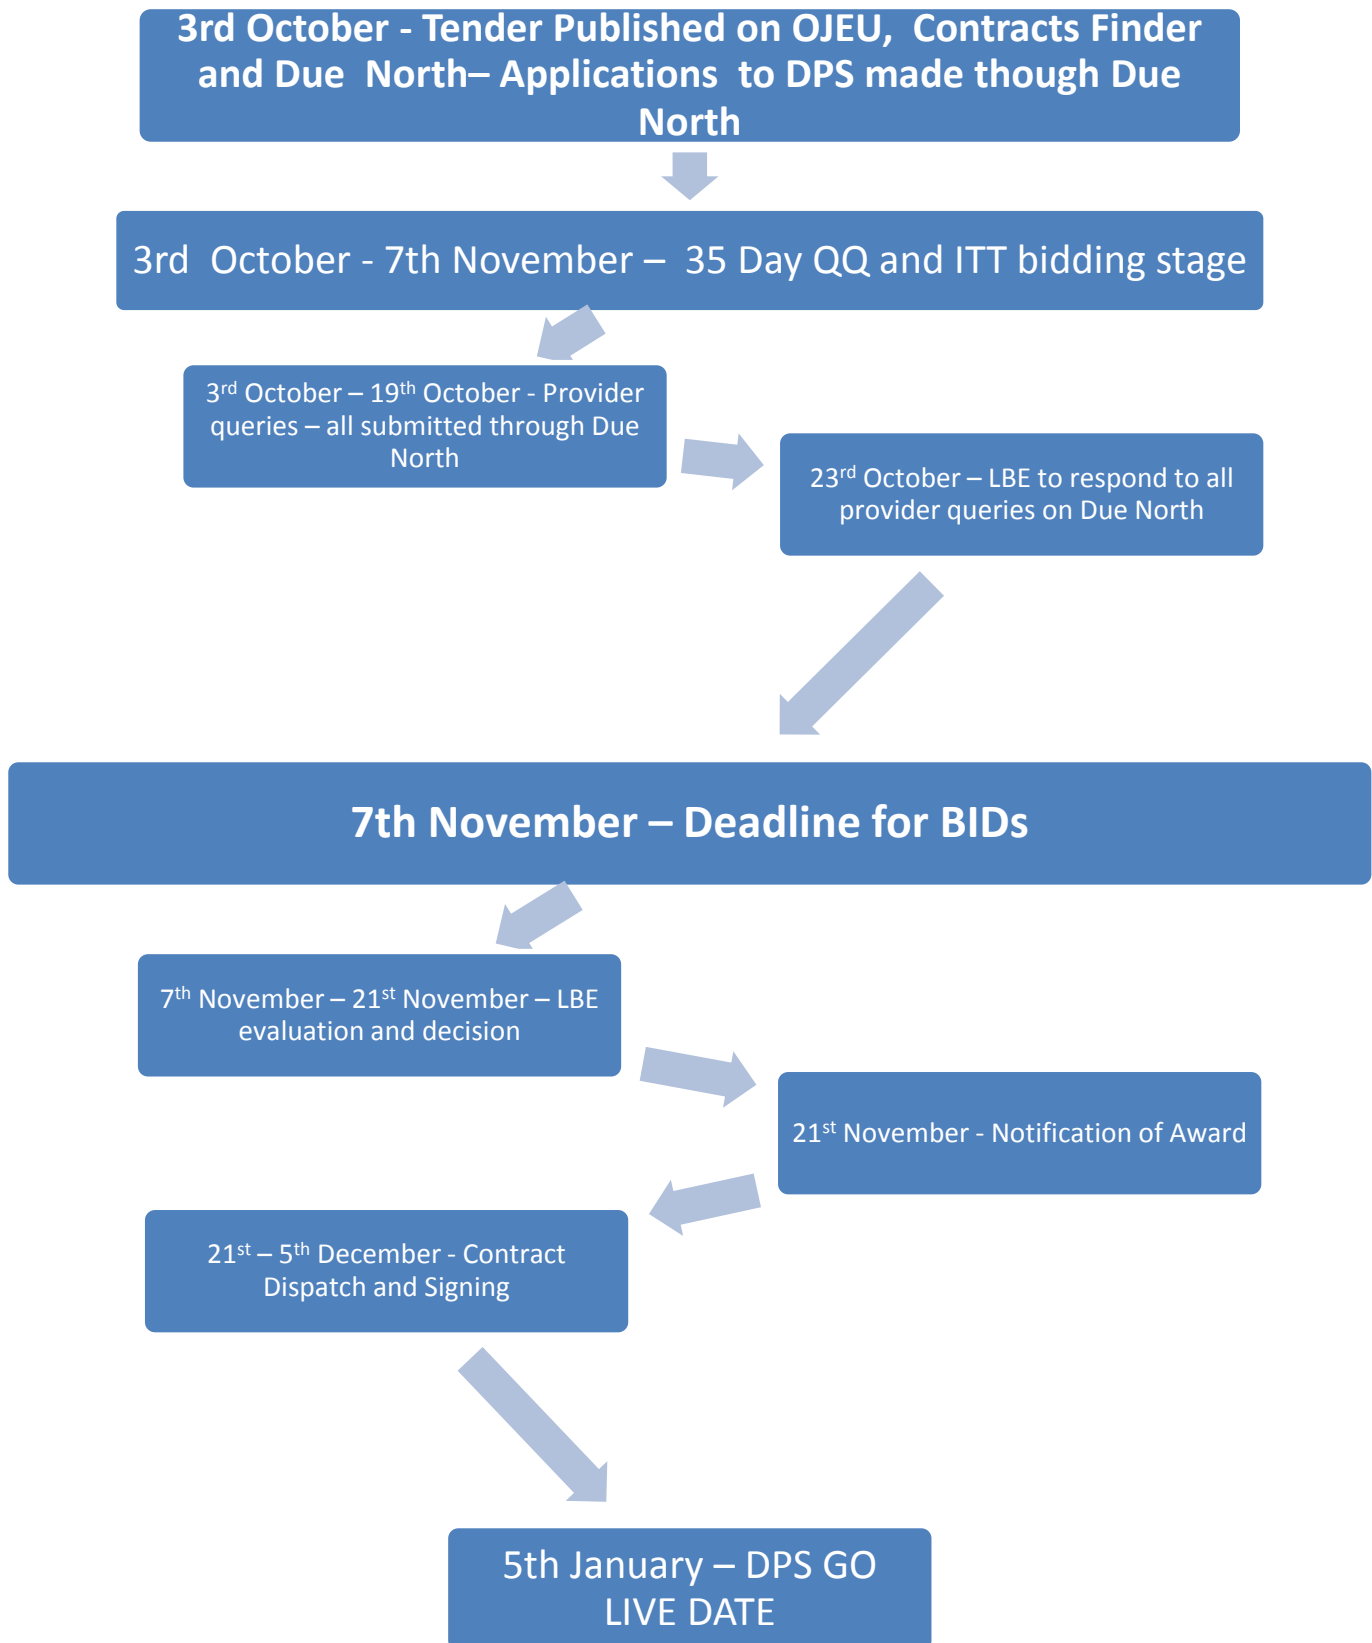 3rd October - Tender Published on OJEU, Contracts Finder
and Due North– Applications to DPS made though Due
North
3rd October - 7th November – 35 Day QQ and ITT bidding stage
3rd October – 19th October - Provider
queries – all submitted through Due
North
23rd October – LBE to respond to all
provider queries on Due North
7th November – Deadline for BIDs
7th November – 21st November – LBE
evaluation and decision
21st November - Notification of Award
21st – 5th December - Contract
Dispatch and Signing
5th January – DPS GO
LIVE DATE